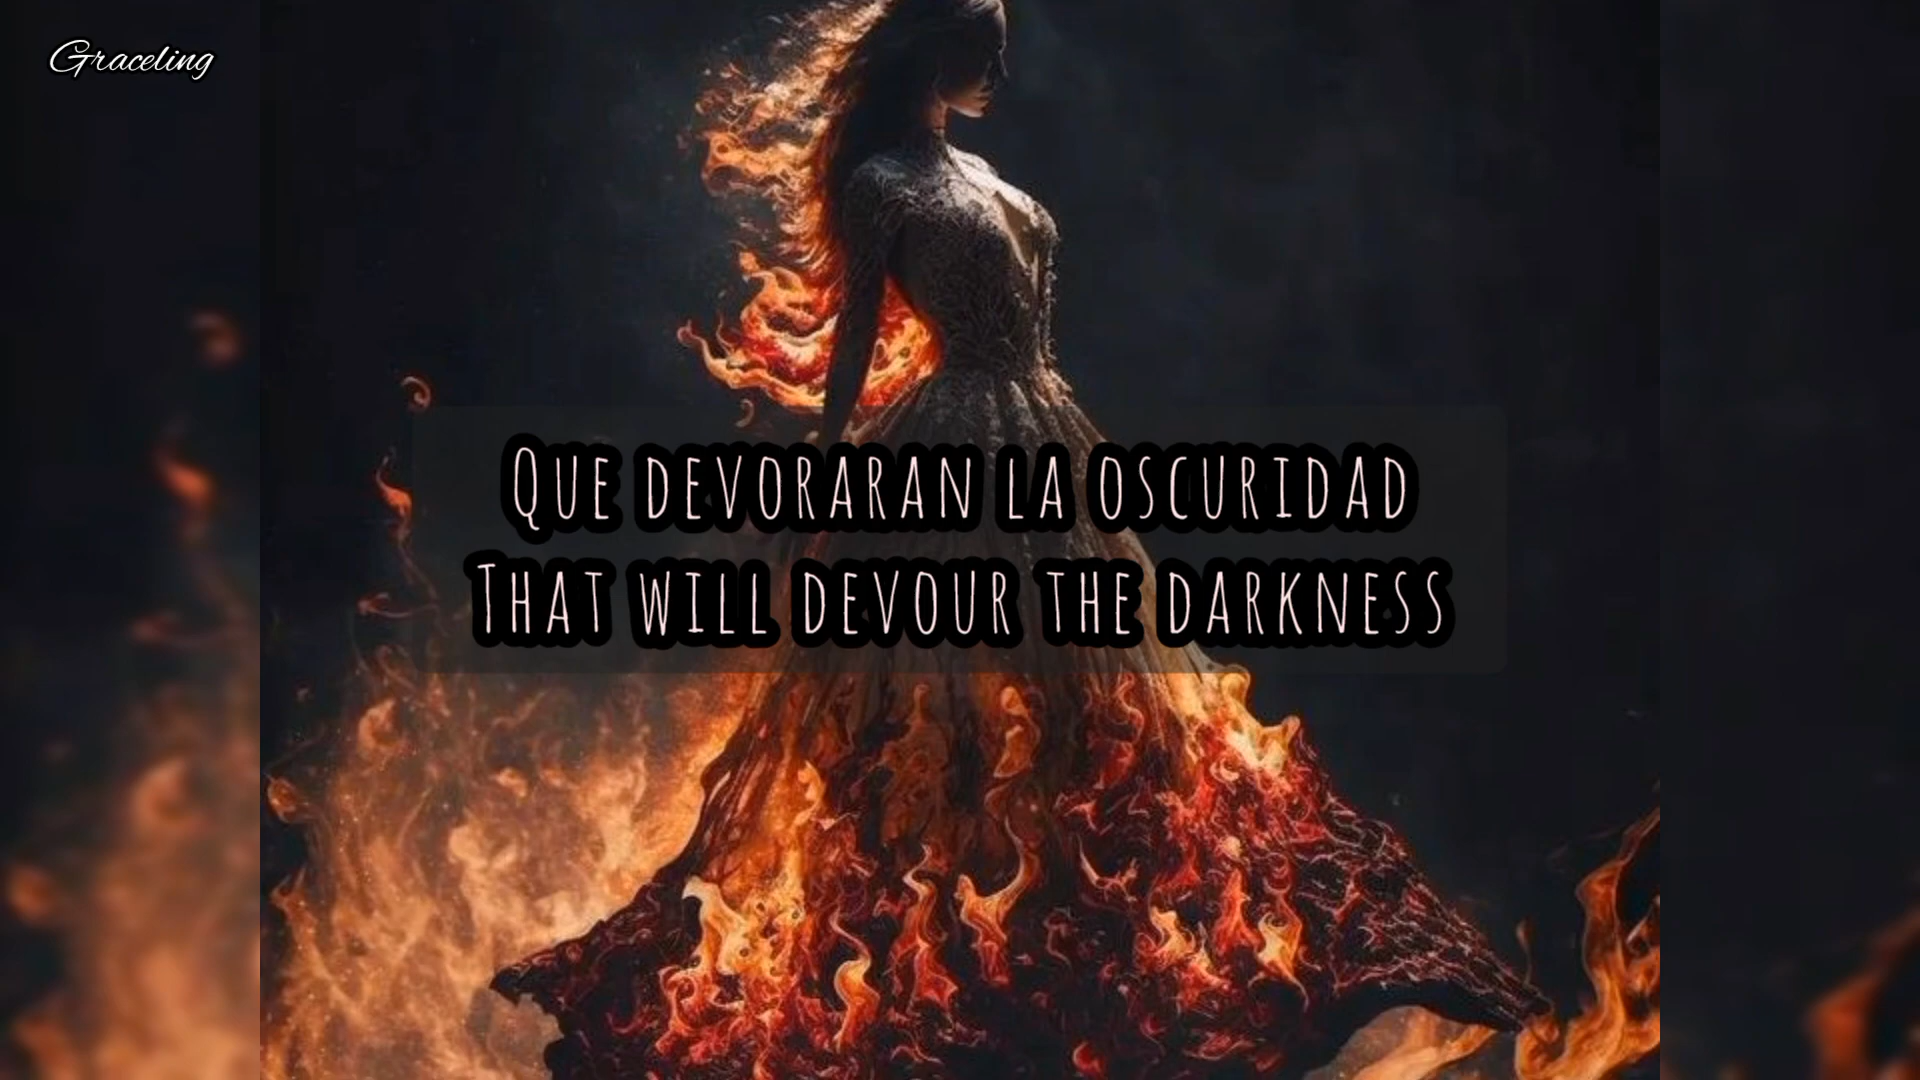 Graceling
Que devoraran la oscuridad
That will devour the darkness